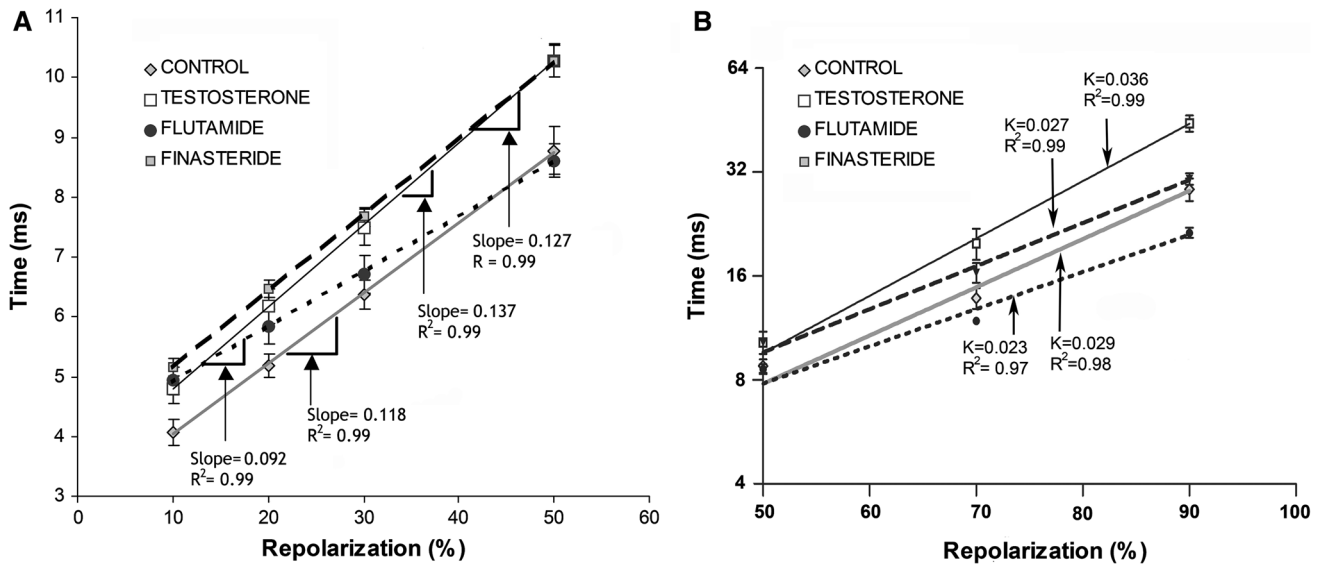 A
11
10
9
8
7
6
5
4
3
Time (ms)
CONTROL
TESTOSTERONE
FLUTAMIDE
FINASTERIDE
Slope= 0.127
R = 0.99
Slope= 0.137
R2= 0.99
Slope= 0.118
R2= 0.99
Slope=0.092
R2= 0.99
0 10 20 30 40 50 60
Repolarization (%)
B
64
32
16
8
4
Time (ms)
CONTROL
TESTOSTERONE
FLUTAMIDE
FINASTERIDE
K=0.036
R2=0.99
K=0.027
R2=0.99
K=0.023
R2= 0.97
K=0.029
R2=0.98
50 60 70 80 90 100
Repolarization (%)